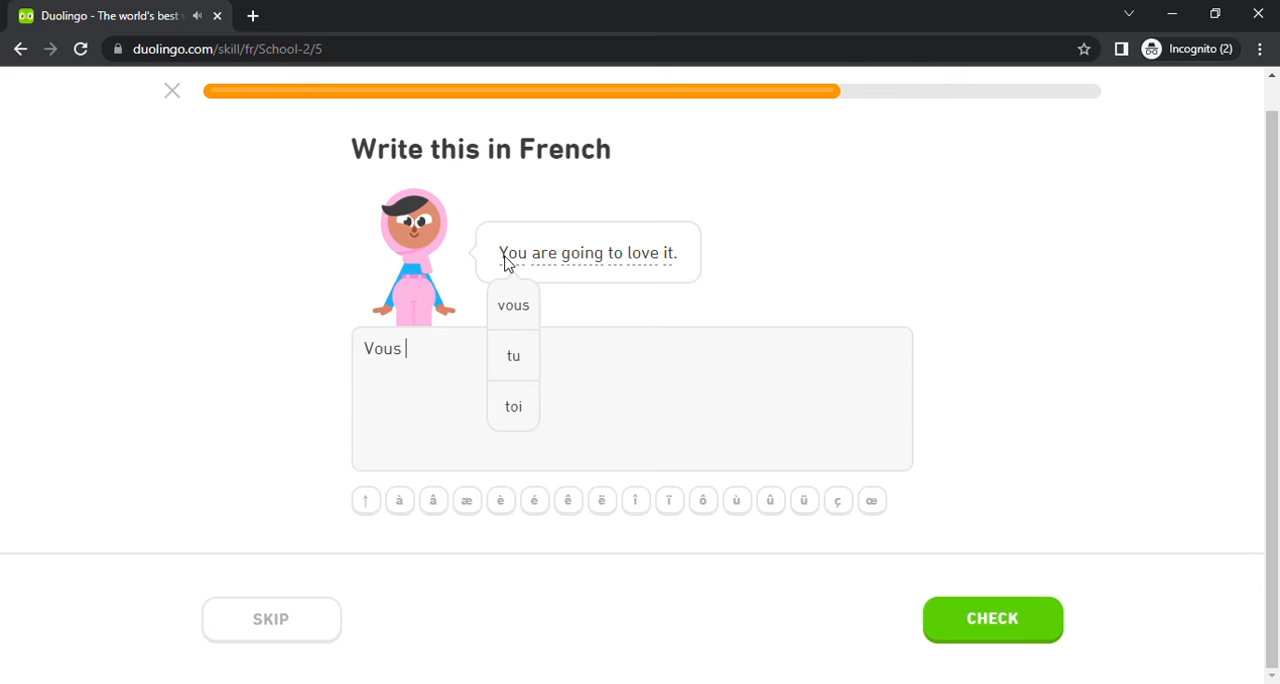 Duolingo - The world's best
duolingo.com/skill/fr/School-2/5
Incognito (2)
Write this in French
You are going to love it.
vous
tu
toi
Vous
↑ à â æ è é ê ë î ï ô ù û ü ç œ
SKIP
CHECK